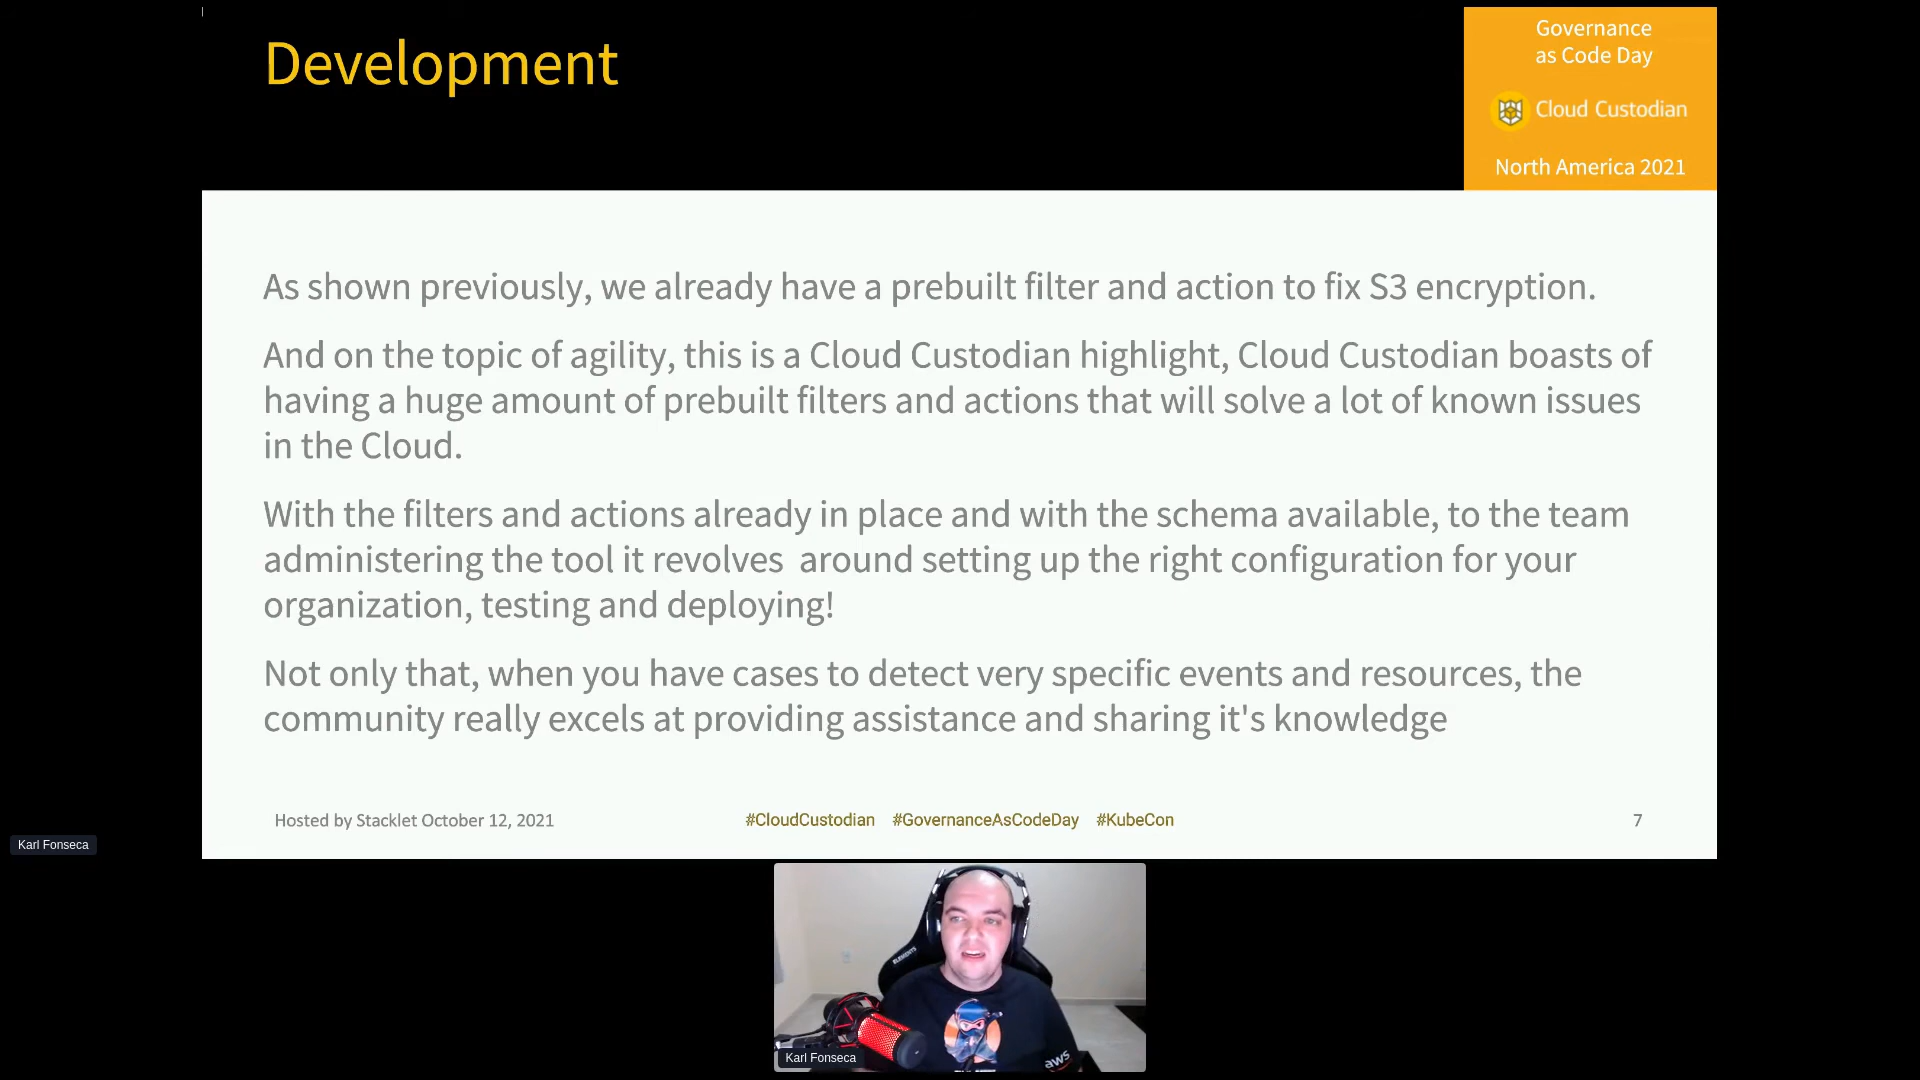 Development
Governance
as Code Day
Cloud Custodian
North America 2021
As shown previously, we already have a prebuilt filter and action to fix S3 encryption.
And on the topic of agility, this is a Cloud Custodian highlight, Cloud Custodian boasts of
having a huge amount of prebuilt filters and actions that will solve a lot of known issues
in the Cloud.
With the filters and actions already in place and with the schema available, to the team
administering the tool it revolves  around setting up the right configuration for your
organization, testing and deploying!
Not only that, when you have cases to detect very specific events and resources, the
community really excels at providing assistance and sharing it's knowledge
Hosted by Stacklet October 12, 2021
#CloudCustodian #GovernanceAsCodeDay #KubeCon
7
Karl Fonseca
ELEMENTS
aws
Karl Fonseca